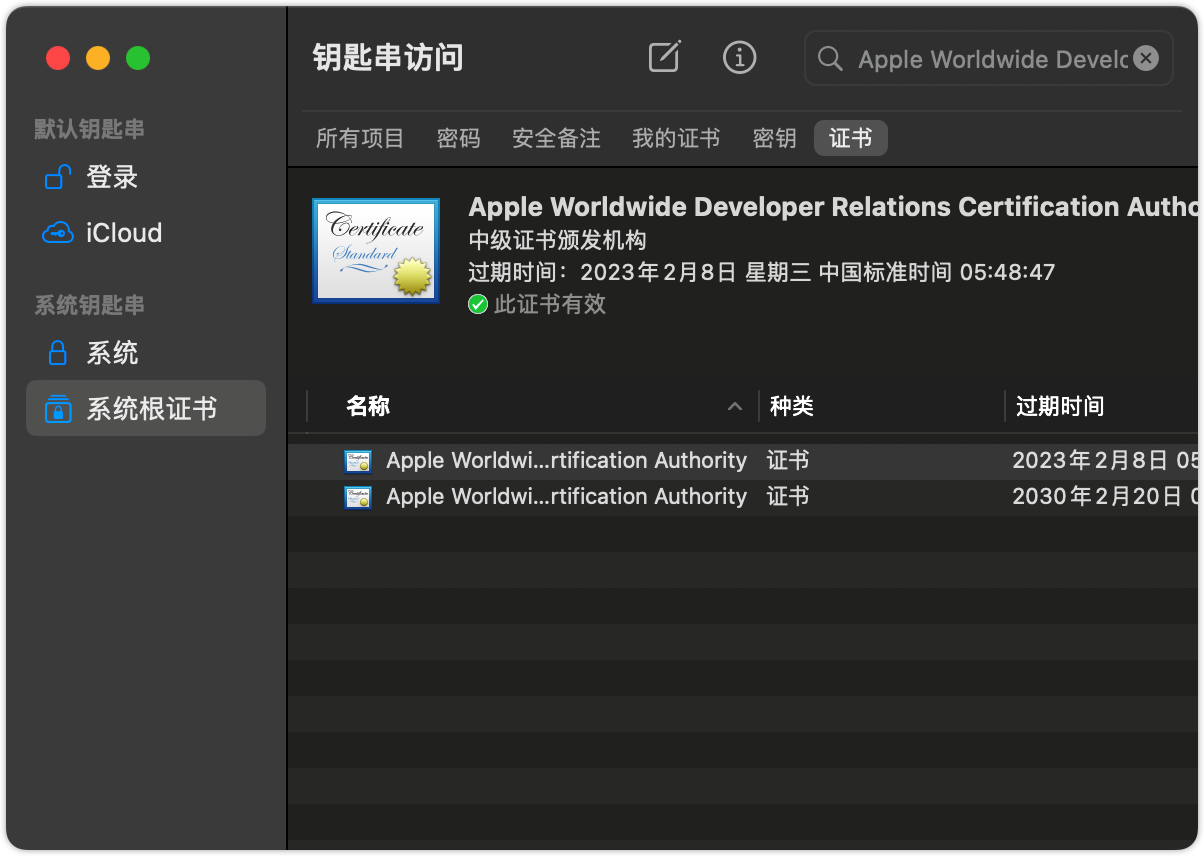 钥匙串访问
Apple Worldwide Develc
默认钥匙串
登录
iCloud
系统钥匙串
系统
系统根证书
所有项目 密码 安全备注 我的证书 密钥 证书
Certificate
Standard
Apple Worldwide Developer Relations Certification Autho
中级证书颁发机构
过期时间：2023年2月8日 星期三 中国标准时间 05:48:47
此证书有效
名称 种类 过期时间
Apple Worldwi...rtification Authority 证书 2023年2月8日 05
Apple Worldwi...rtification Authority 证书 2030年2月20日 0